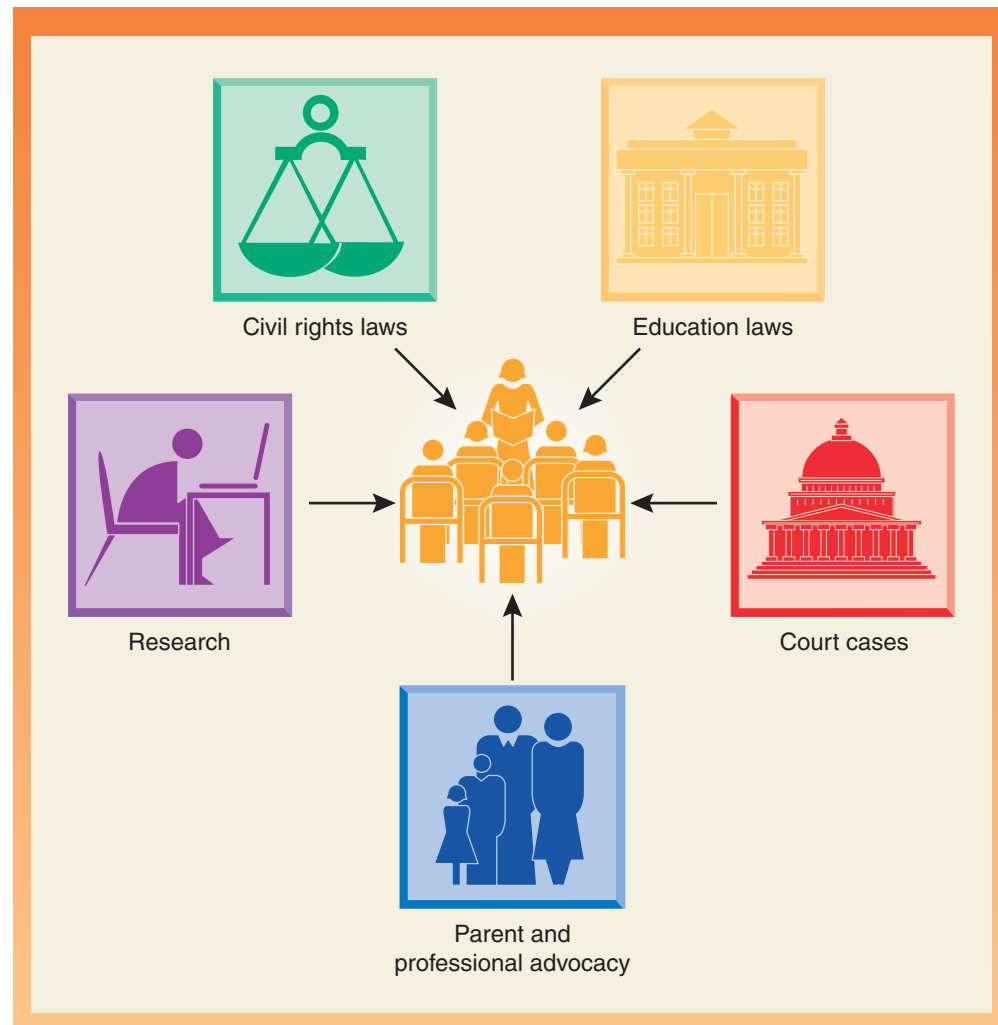 Civil rights laws
Education laws
Research
Court cases
Parent and
professional advocacy